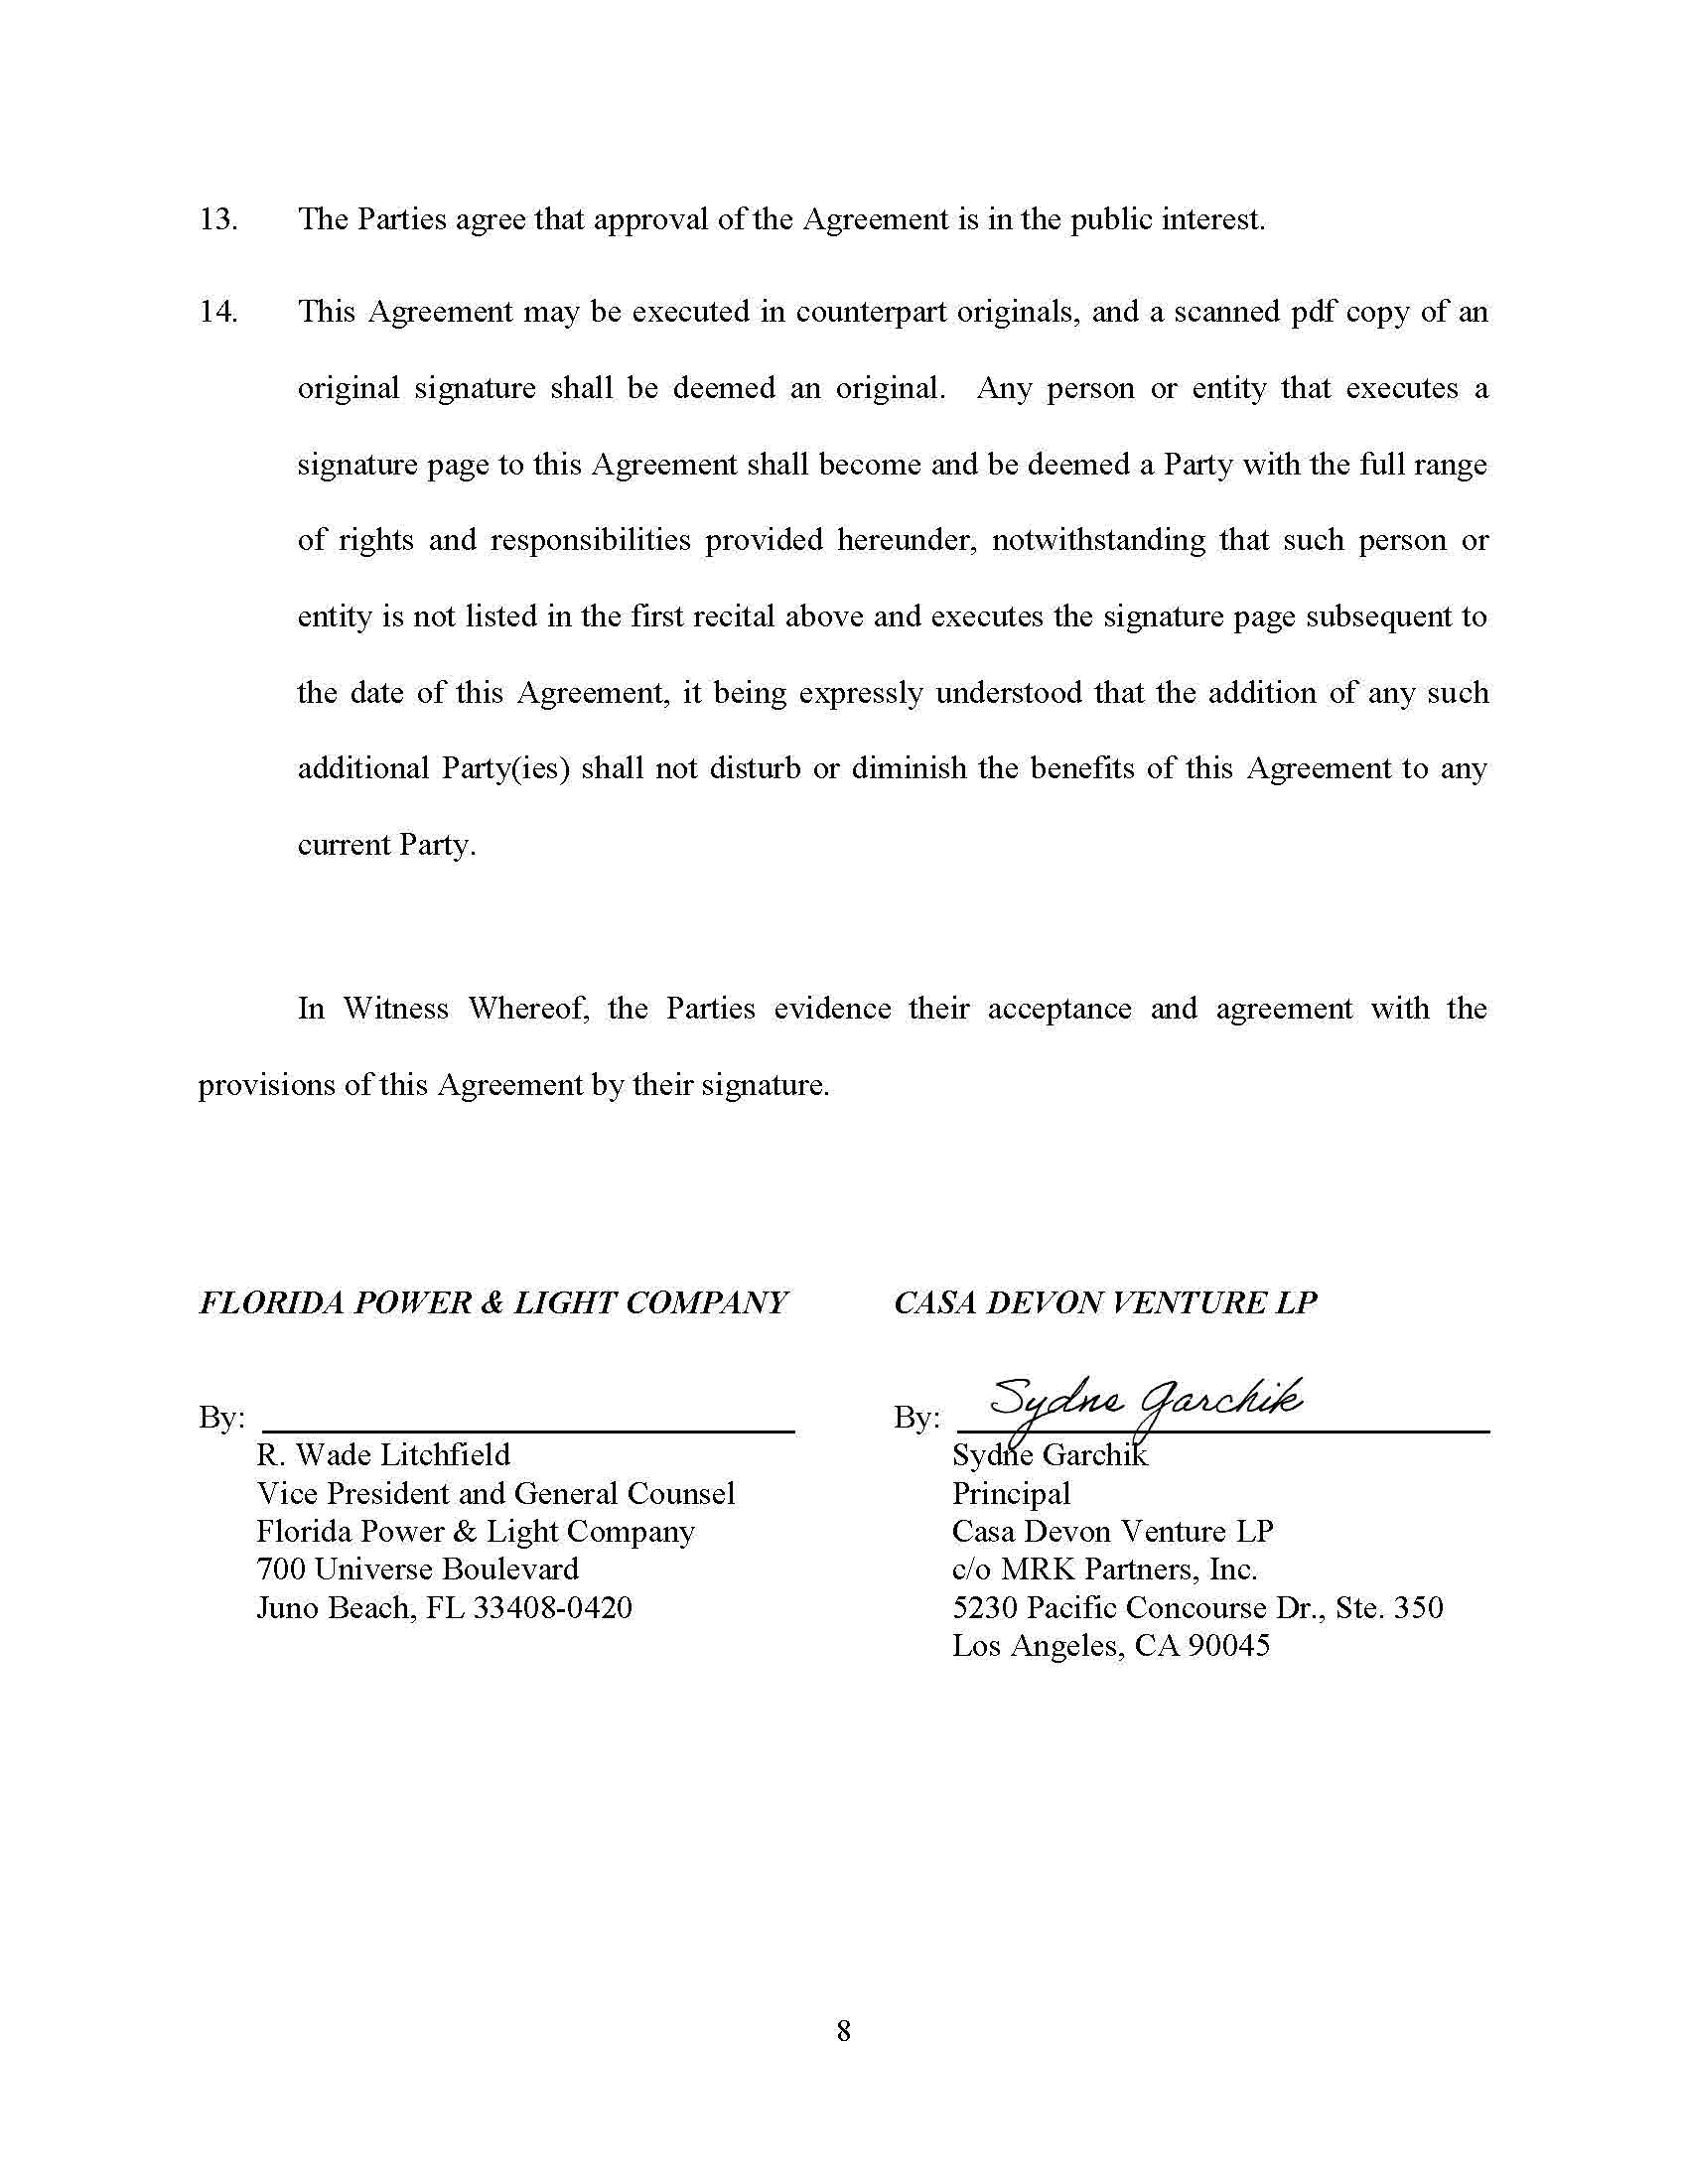 13. The Parties agree that approval of the Agreement is in the public interest.
14. This Agreement may be executed in counterpart originals, and a scanned pdf copy of an
original signature shall be deemed an original. Any person or entity that executes a
signature page to this Agreement shall become and be deemed a Party with the full range
of rights and responsibilities provided hereunder, notwithstanding that such person or
entity is not listed in the first recital above and executes the signature page subsequent to
the date of this Agreement, it being expressly understood that the addition of any such
additional Party(ies) shall not disturb or diminish the benefits of this Agreement to any
current Party.
In Witness Whereof, the Parties evidence their acceptance and agreement with the
provisions of this Agreement by their signature.
FLORIDA POWER & LIGHT COMPANY
By:
R. Wade Litchfield
Vice President and General Counsel
Florida Power & Light Company
700 Universe Boulevard
Juno Beach, FL 33408-0420
CASA DEVON VENTURE LP
By: Sydne Garchik
Sydne Garchik
Principal
Casa Devon Venture LP
c/o MRK Partners, Inc.
5230 Pacific Concourse Dr., Ste. 350
Los Angeles, CA 90045
8